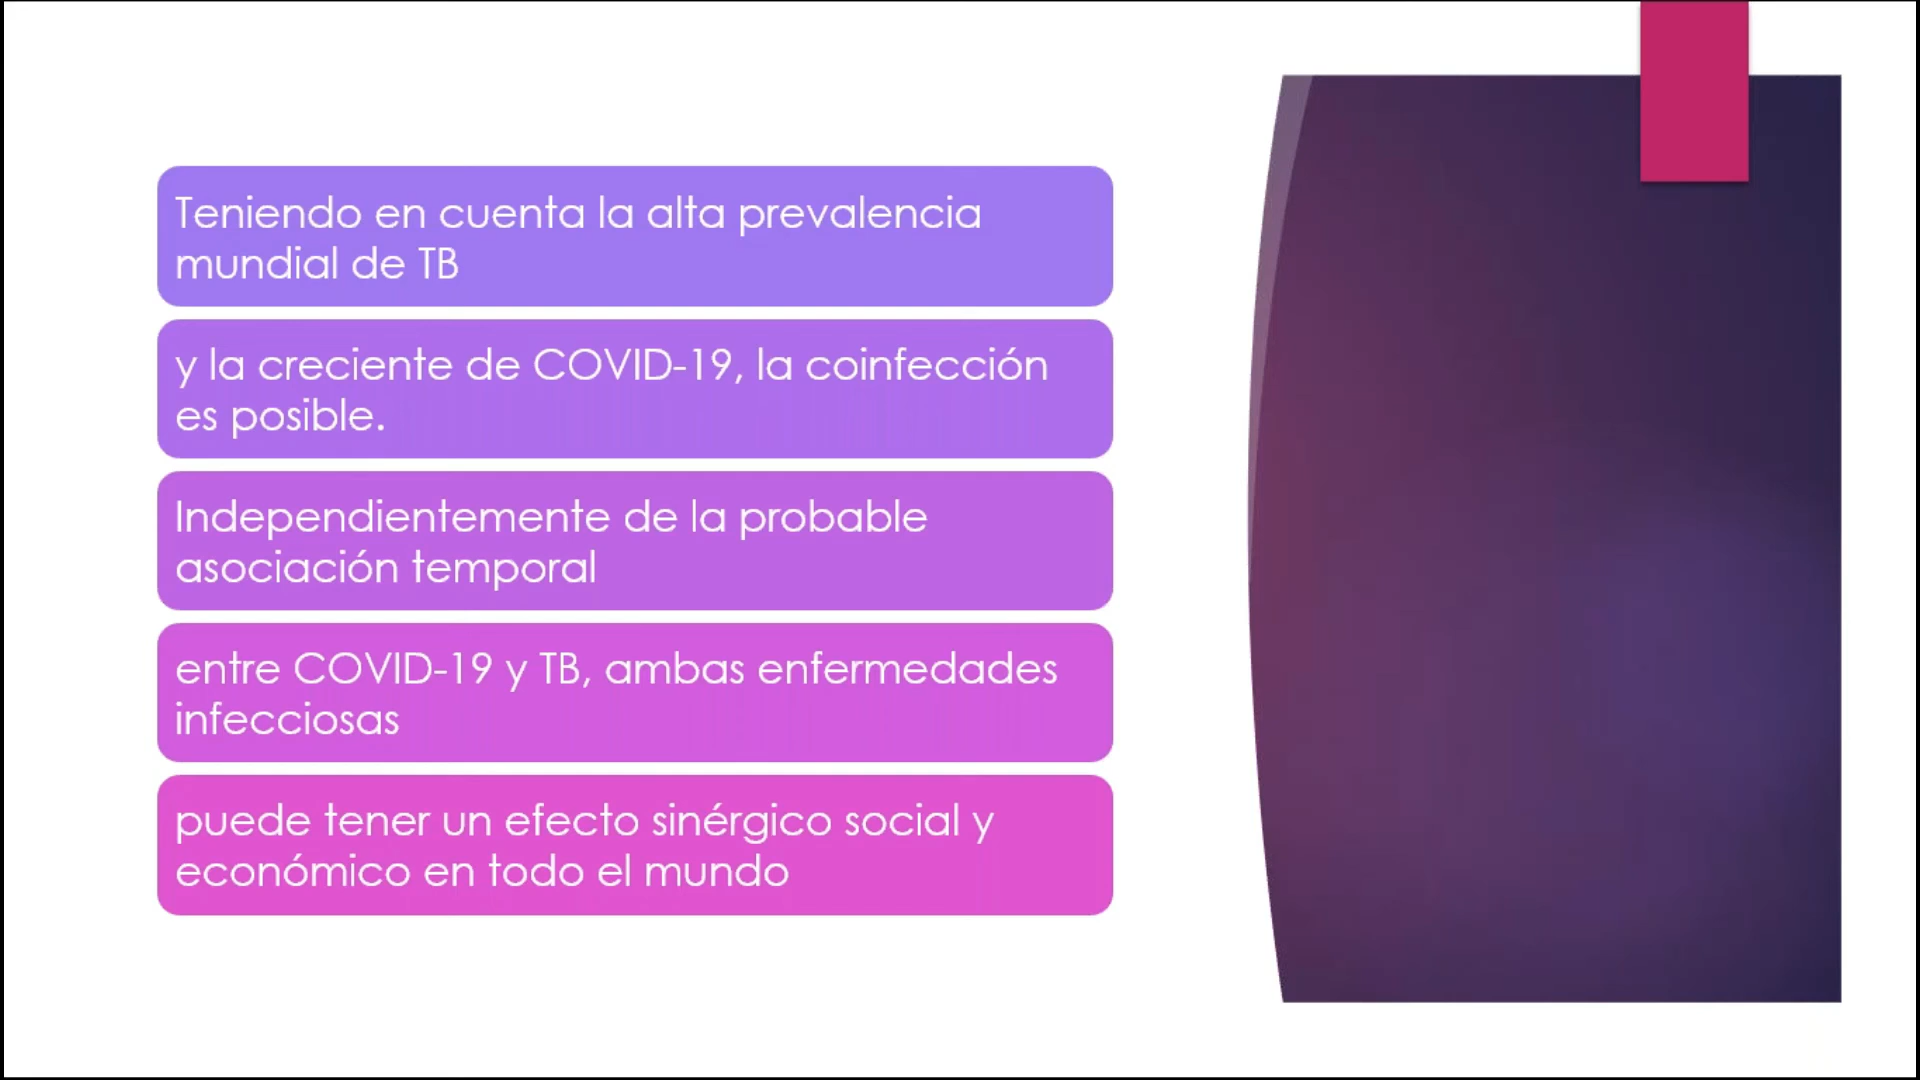 Teniendo en cuenta la alta prevalencia
mundial de TB
y la creciente de COVID-19, la coinfección
es posible.
Independientemente de la probable
asociación temporal
entre COVID-19 y TB, ambas enfermedades
infecciosas
puede tener un efecto sinérgico social y
económico en todo el mundo